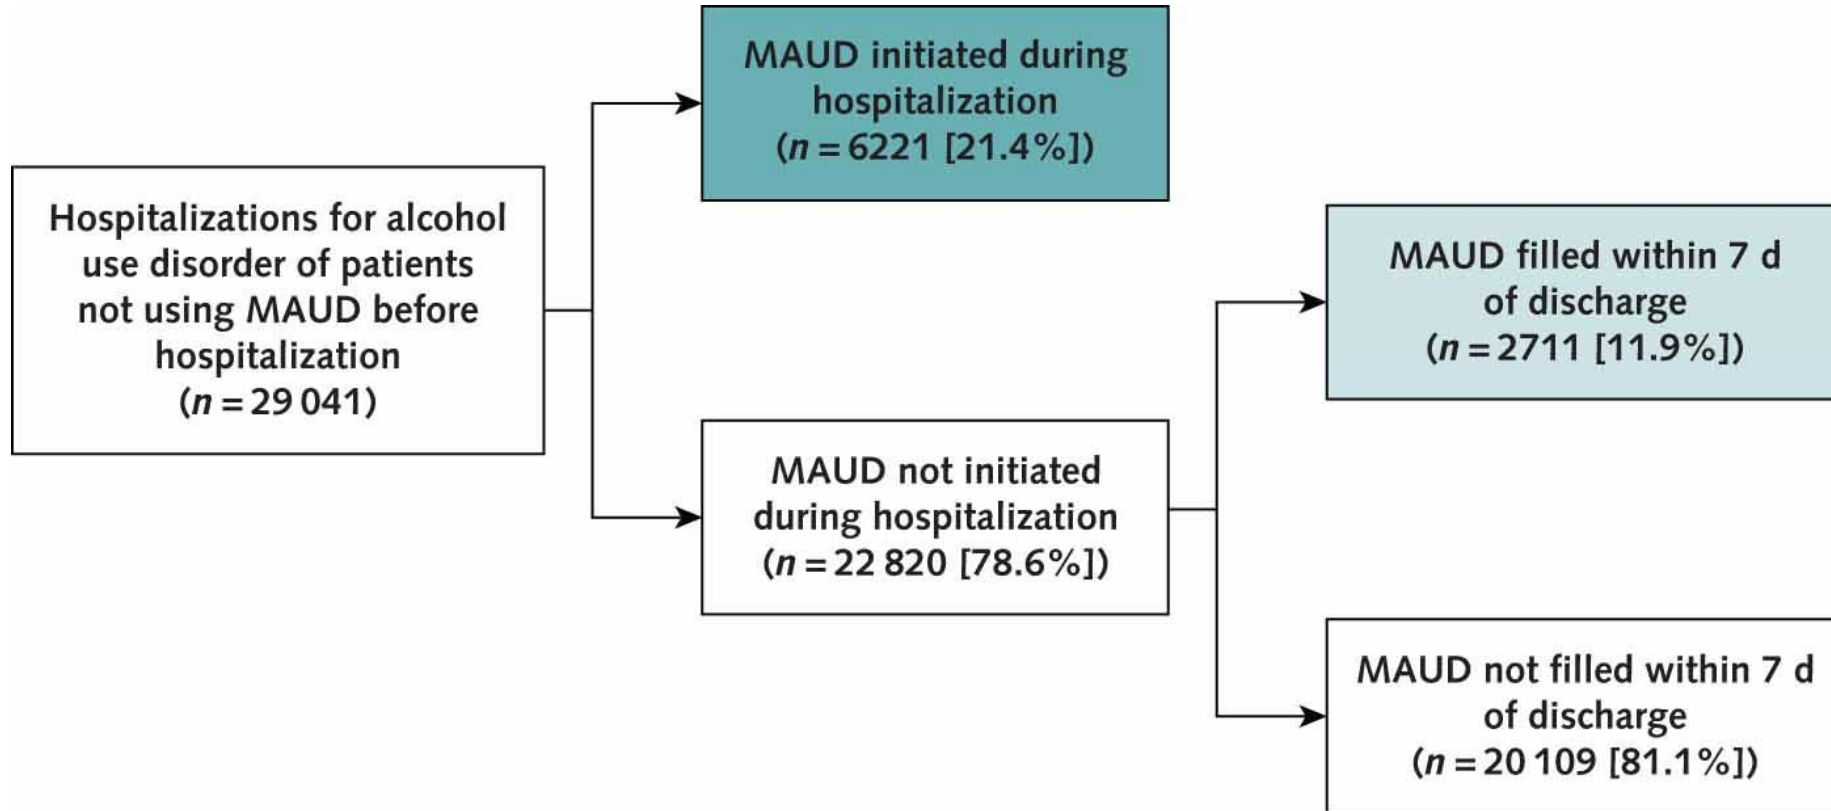 Hospitalizations for alcohol
use disorder of patients
not using MAUD before
hospitalization
(n = 29 041)
MAUD initiated during
hospitalization
(n = 6221 [21.4%])
MAUD not initiated
during hospitalization
(n = 22 820 [78.6%])
MAUD filled within 7 d
of discharge
(n = 2711 [11.9%])
MAUD not filled within 7 d
of discharge
(n = 20 109 [81.1%])